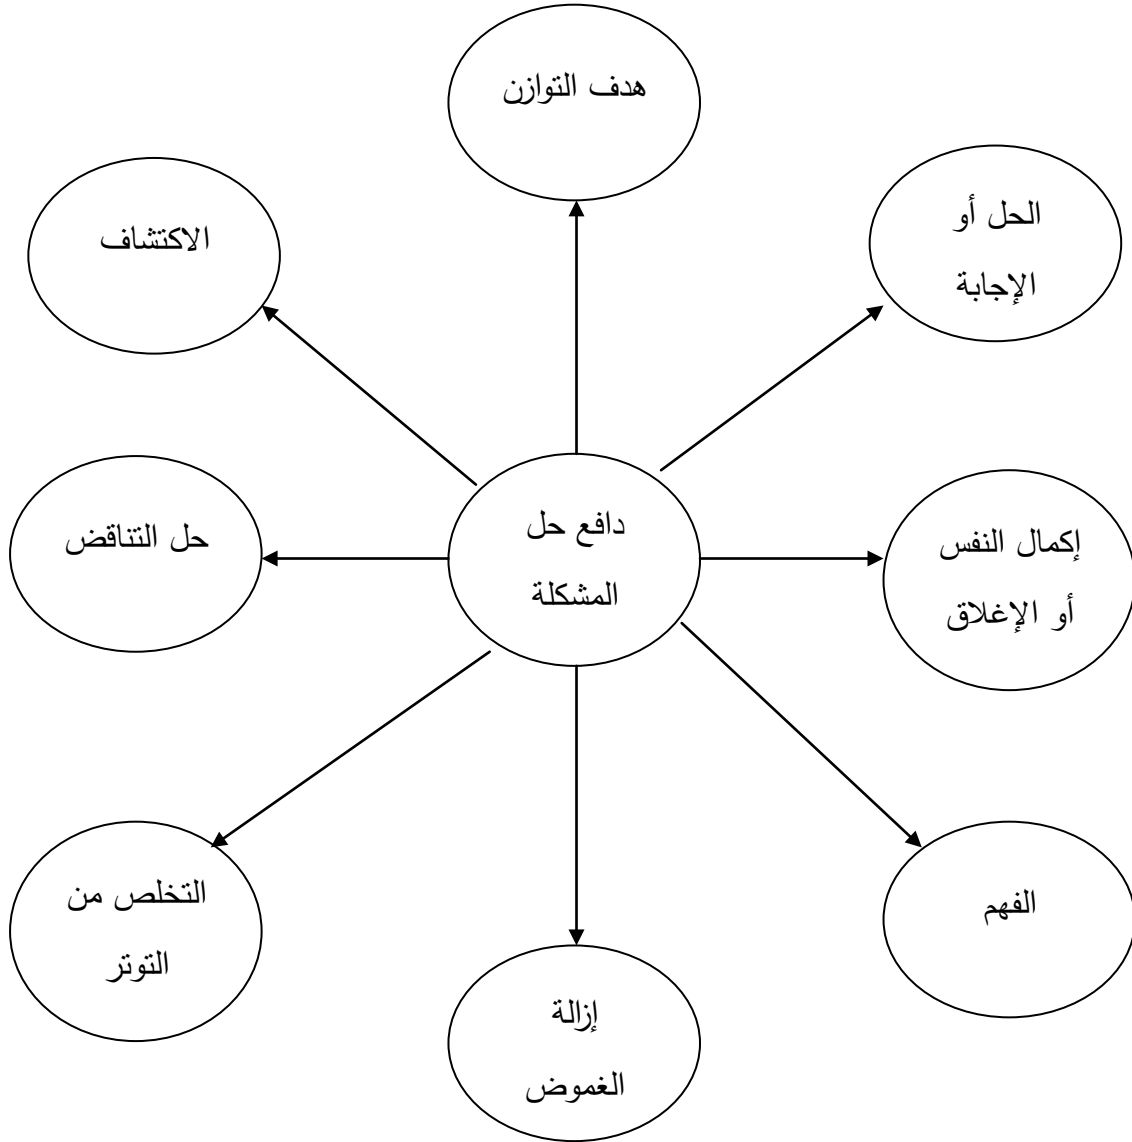 هدف التوازن
الحل أو
الإجابة
الاكتشاف
دافع حل
المشكلة
إكمال النفس
أو الإغلاق
حل التناقض
الفهم
التخلص من
التوتر
إزالة
الغموض